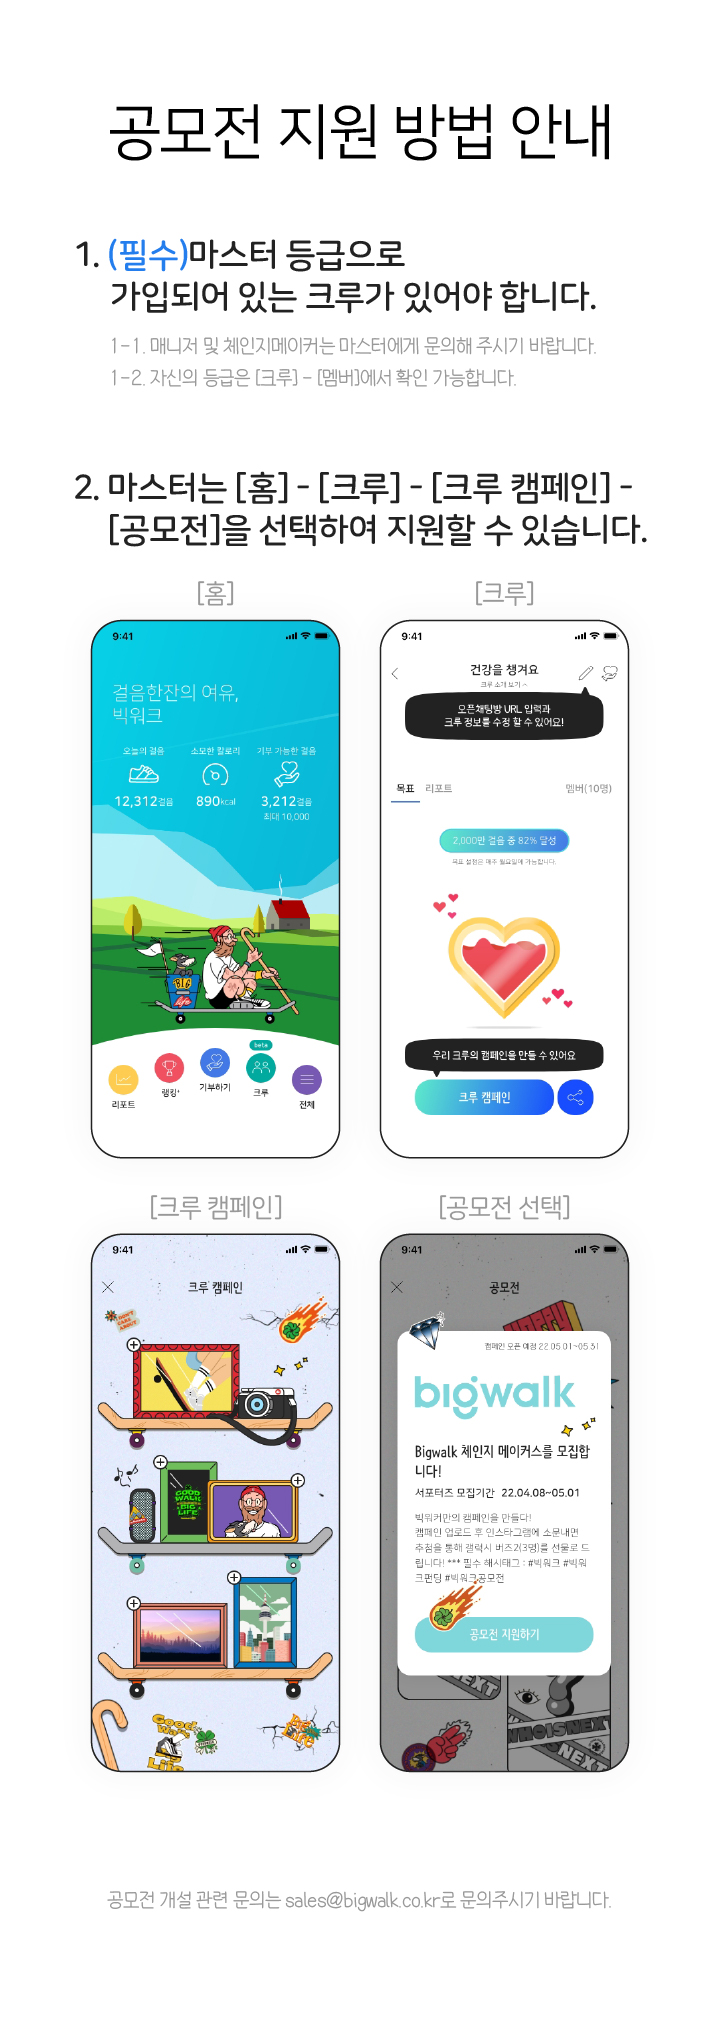 공모전 지원 방법 안내
1. (필수)마스터 등급으로
가입되어 있는 크루가 있어야 합니다.
1-1. 매니저 및 체인지메이커는 마스터에게 문의해 주시기 바랍니다.
1-2. 자신의 등급은 [크루] - [멤버]에서 확인 가능합니다.
2. 마스터는 [홈] - [크루] - [크루 캠페인] -
[공모전]을 선택하여 지원할 수 있습니다.
[홈]
9:41
걸음한잔의 여유,
빅워크
오늘의 걸음 소모한 칼로리 기부 가능한 걸음
12,312걸음 890kcal 3,212걸음
최대 10,000
BIG
life
beta
리포트 랭킹+ 기부하기 크루 전체
[크루]
9:41
건강을 챙겨요
크루 소개 보기
오픈채팅방 URL 입력과
크루 정보를 수정 할 수 있어요!
목표 리포트 멤버(10명)
2,000만 걸음 중 82% 달성
목표 설정은 매주 월요일에 가능합니다.
우리 크루의 캠페인을 만들 수 있어요
크루 캠페인
[크루 캠페인]
9:41
크루 캠페인
DON'T
CARE
ABOUT
GOOD
WALK
BIG
LIFE
Good
Walk
Life
[공모전 선택]
9:41
공모전
캠페인 오픈 예정 22.05.01~05.31
bigwalk
Bigwalk 체인지 메이커스를 모집합
니다!
서포터즈 모집기간 22.04.08~05.01
빅워커만의 캠페인을 만들다!
캠페인 업로드 후 인스타그램에 소문내면
추첨을 통해 갤럭시 버즈2(3명)를 선물로 드
립니다! *** 필수 해시태그 : #빅워크 #빅워
크펀딩 #빅워크공모전
공모전 지원하기
NEXT
WHOISNEXT
NEXT
공모전 개설 관련 문의는 sales@bigwalk.co.kr로 문의주시기 바랍니다.